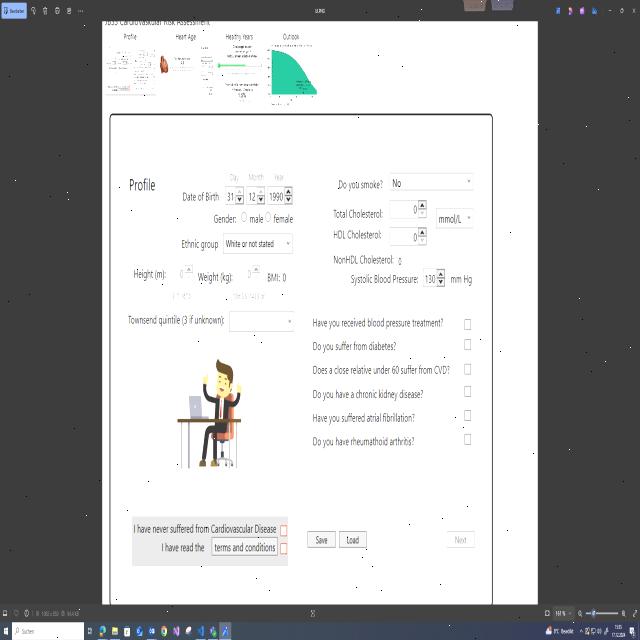 Bearbeiten
JBS3 Cardiovascular Risk Assessment
Profile
Heart Age
Healthy Years
Outlook
Profile
Day Month Year
Date of Birth 31 12 1990
Gender: male female
Ethnic group White or not stated
Height (m): 0 Weight (kg): 0 BMI: 0
Townsend quintile (3 if unknown):
Do you smoke? No
Total Cholesterol: 0
mmol/L
HDL Cholesterol: 0
NonHDL Cholesterol: 0
Systolic Blood Pressure: 130 mm Hg
Have you received blood pressure treatment?
Do you suffer from diabetes?
Does a close relative under 60 suffer from CVD?
Do you have a chronic kidney disease?
Have you suffered atrial fibrillation?
Do you have rheumathoid arthritis?
I have never suffered from Cardiovascular Disease
I have read the terms and conditions
Save Load Next
Suchen